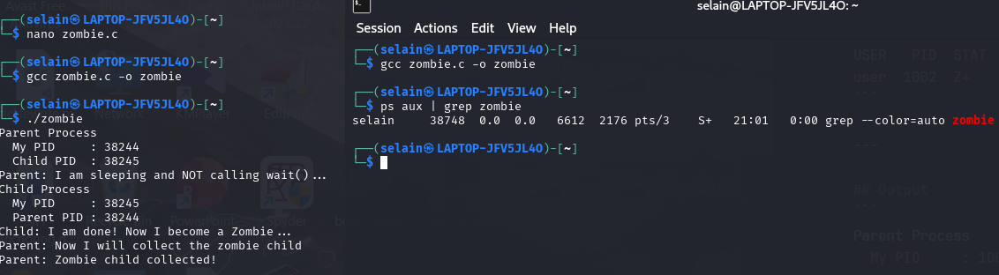 ┌──(selain㉿LAPTOP-JFV5JL4O)-[~]
└─$ nano zombie.c
┌──(selain㉿LAPTOP-JFV5JL4O)-[~]
└─$ gcc zombie.c -o zombie
┌──(selain㉿LAPTOP-JFV5JL4O)-[~]
└─$ ./zombie
Parent Process
  My PID     : 38244
  Child PID  : 38245
Parent: I am sleeping and NOT calling wait()...
Child Process
  My PID     : 38245
  Parent PID : 38244
Child: I am done! Now I become a Zombie...
Parent: Now I will collect the zombie child
Parent: Zombie child collected!
selain@LAPTOP-JFV5JL4O: ~
Session Actions Edit View Help
┌──(selain㉿LAPTOP-JFV5JL4O)-[~]
└─$ gcc zombie.c -o zombie
┌──(selain㉿LAPTOP-JFV5JL4O)-[~]
└─$ ps aux | grep zombie
selain     38748  0.0  0.0   6612  2176 pts/3    S+   21:01   0:00 grep --color=auto zombie
┌──(selain㉿LAPTOP-JFV5JL4O)-[~]
└─$
USER PID STAT
user 1002 Z+
---
## Output
Parent Process
My PID : 100